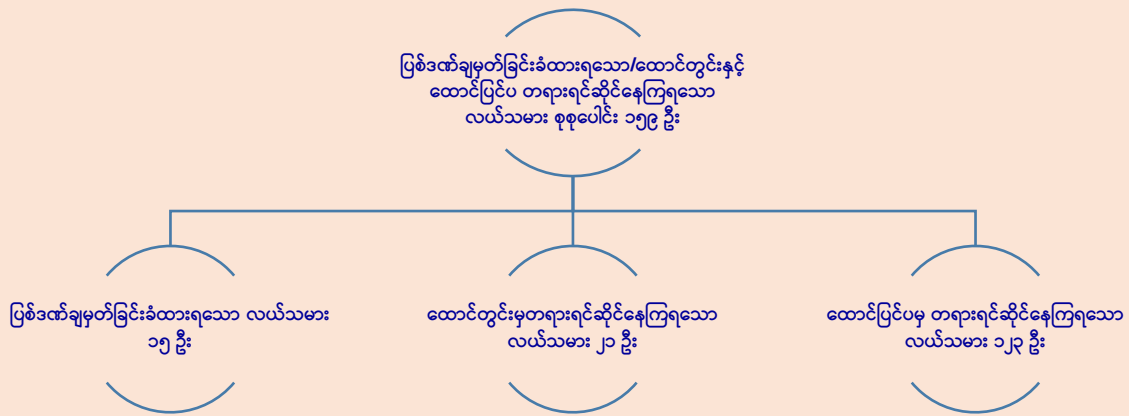 ပြစ်ဒဏ်ချမှတ်ခြင်းခံထားရသော/ထောင်တွင်းနှင့်
ထောင်ပြင်ပ တရားရင်ဆိုင်နေကြရသော
လယ်သမား စုစုပေါင်း ၁၅၉ ဦး
ပြစ်ဒဏ်ချမှတ်ခြင်းခံထားရသော လယ်သမား
၁၅ ဦး
ထောင်တွင်းမှတရားရင်ဆိုင်နေကြရသော
လယ်သမား ၂၁ ဦး
ထောင်ပြင်ပမှ တရားရင်ဆိုင်နေကြရသော
လယ်သမား ၁၂၃ ဦး